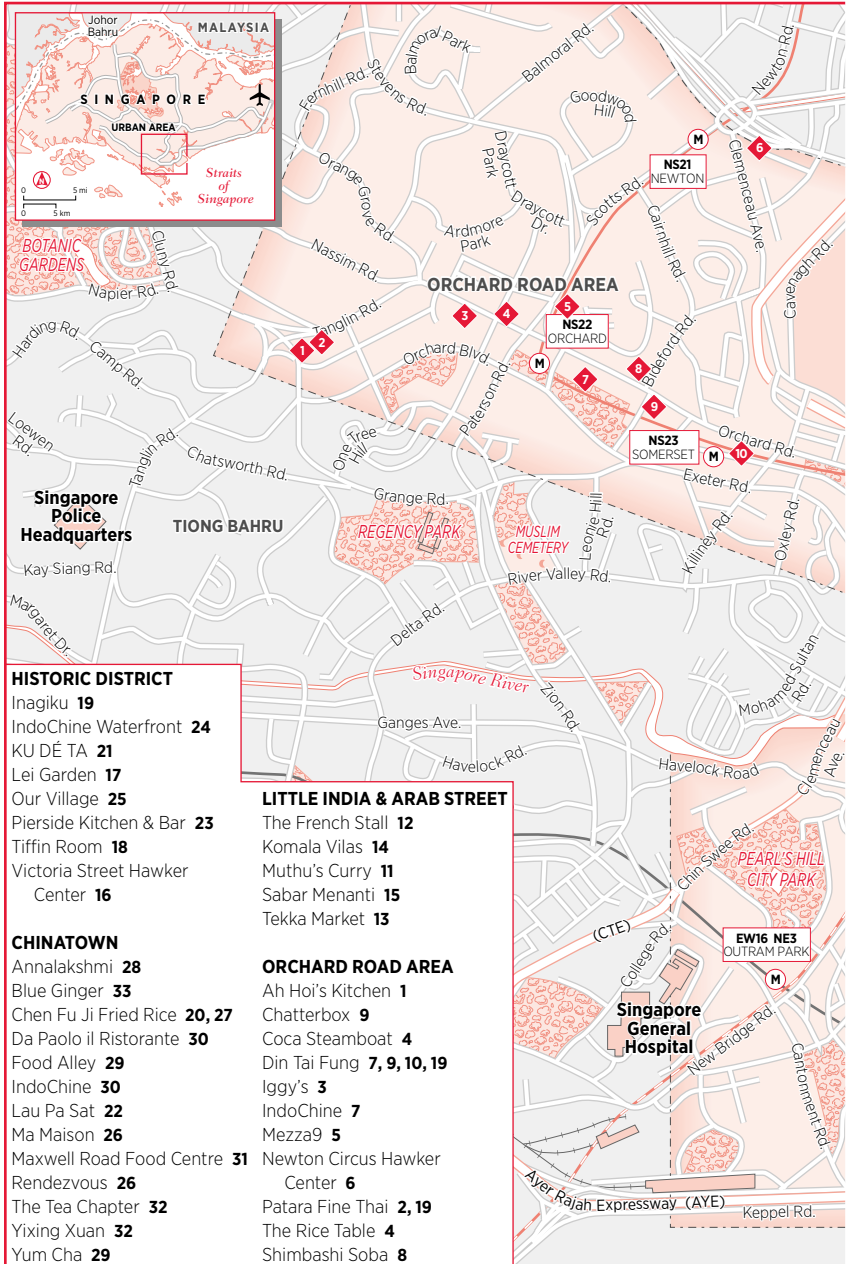 Johor
Bahru
MALAYSIA
SINGAPORE
URBAN AREA
Straits
of
Singapore
0 5 mi
0 5 km
Balmoral Park
Balmoral Rd.
Newton Rd.
Fernhill Rd.
Stevens Rd.
Goodwood
Hill
M
6
NS21
NEWTON
Clemenceau Ave.
Draycott
Park
Draycott
Dr.
Scotts Rd.
Orange
Grove Rd.
Ardmore
Park
Cairnhill Rd.
Cavenagh Rd.
BOTANIC
GARDENS
Cluny Rd.
Nassim Rd.
Napier Rd.
ORCHARD ROAD AREA
Tanglin Rd.
1
2
3
4
5
NS22
ORCHARD
M
Harding Rd.
Camp Rd.
Orchard Blvd.
Paterson Rd.
Bideford Rd.
7
8
9
Loewen
Rd.
Tanglin Rd.
One Tree
Hill
Chatsworth Rd.
NS23
SOMERSET
M
10
Orchard Rd.
Exeter Rd.
Grange Rd.
Singapore
Police
Headquarters
TIONG BAHRU
REGENCY PARK
MUSLIM
CEMETERY
Leonie Hill
Rd.
Killiney Rd.
Oxley Rd.
Kay Siang Rd.
River Valley Rd.
Margaret Dr.
Delta Rd.
Singapore River
Zion Rd.
Mohamed Sultan
Rd.
Ganges Ave.
Havelock Rd.
Havelock Road
Clemenceau
Ave.
Chin Swee Rd.
PEARL'S HILL
CITY PARK
(CTE)
College Rd.
EW16 NE3
OUTRAM PARK
M
Singapore
General
Hospital
New Bridge Rd.
Cantonment Rd.
Ayer Rajah Expressway (AYE)
Keppel Rd.
HISTORIC DISTRICT
Inagiku 19
IndoChine Waterfront 24
KU DÉ TA 21
Lei Garden 17
Our Village 25
Pierside Kitchen & Bar 23
Tiffin Room 18
Victoria Street Hawker
Center 16
CHINATOWN
Annalakshmi 28
Blue Ginger 33
Chen Fu Ji Fried Rice 20, 27
Da Paolo il Ristorante 30
Food Alley 29
IndoChine 30
Lau Pa Sat 22
Ma Maison 26
Maxwell Road Food Centre 31
Rendezvous 26
The Tea Chapter 32
Yixing Xuan 32
Yum Cha 29
LITTLE INDIA & ARAB STREET
The French Stall 12
Komala Vilas 14
Muthu's Curry 11
Sabar Menanti 15
Tekka Market 13
ORCHARD ROAD AREA
Ah Hoi's Kitchen 1
Chatterbox 9
Coca Steamboat 4
Din Tai Fung 7, 9, 10, 19
Iggy's 3
IndoChine 7
Mezza9 5
Newton Circus Hawker
Center 6
Patara Fine Thai 2, 19
The Rice Table 4
Shimbashi Soba 8